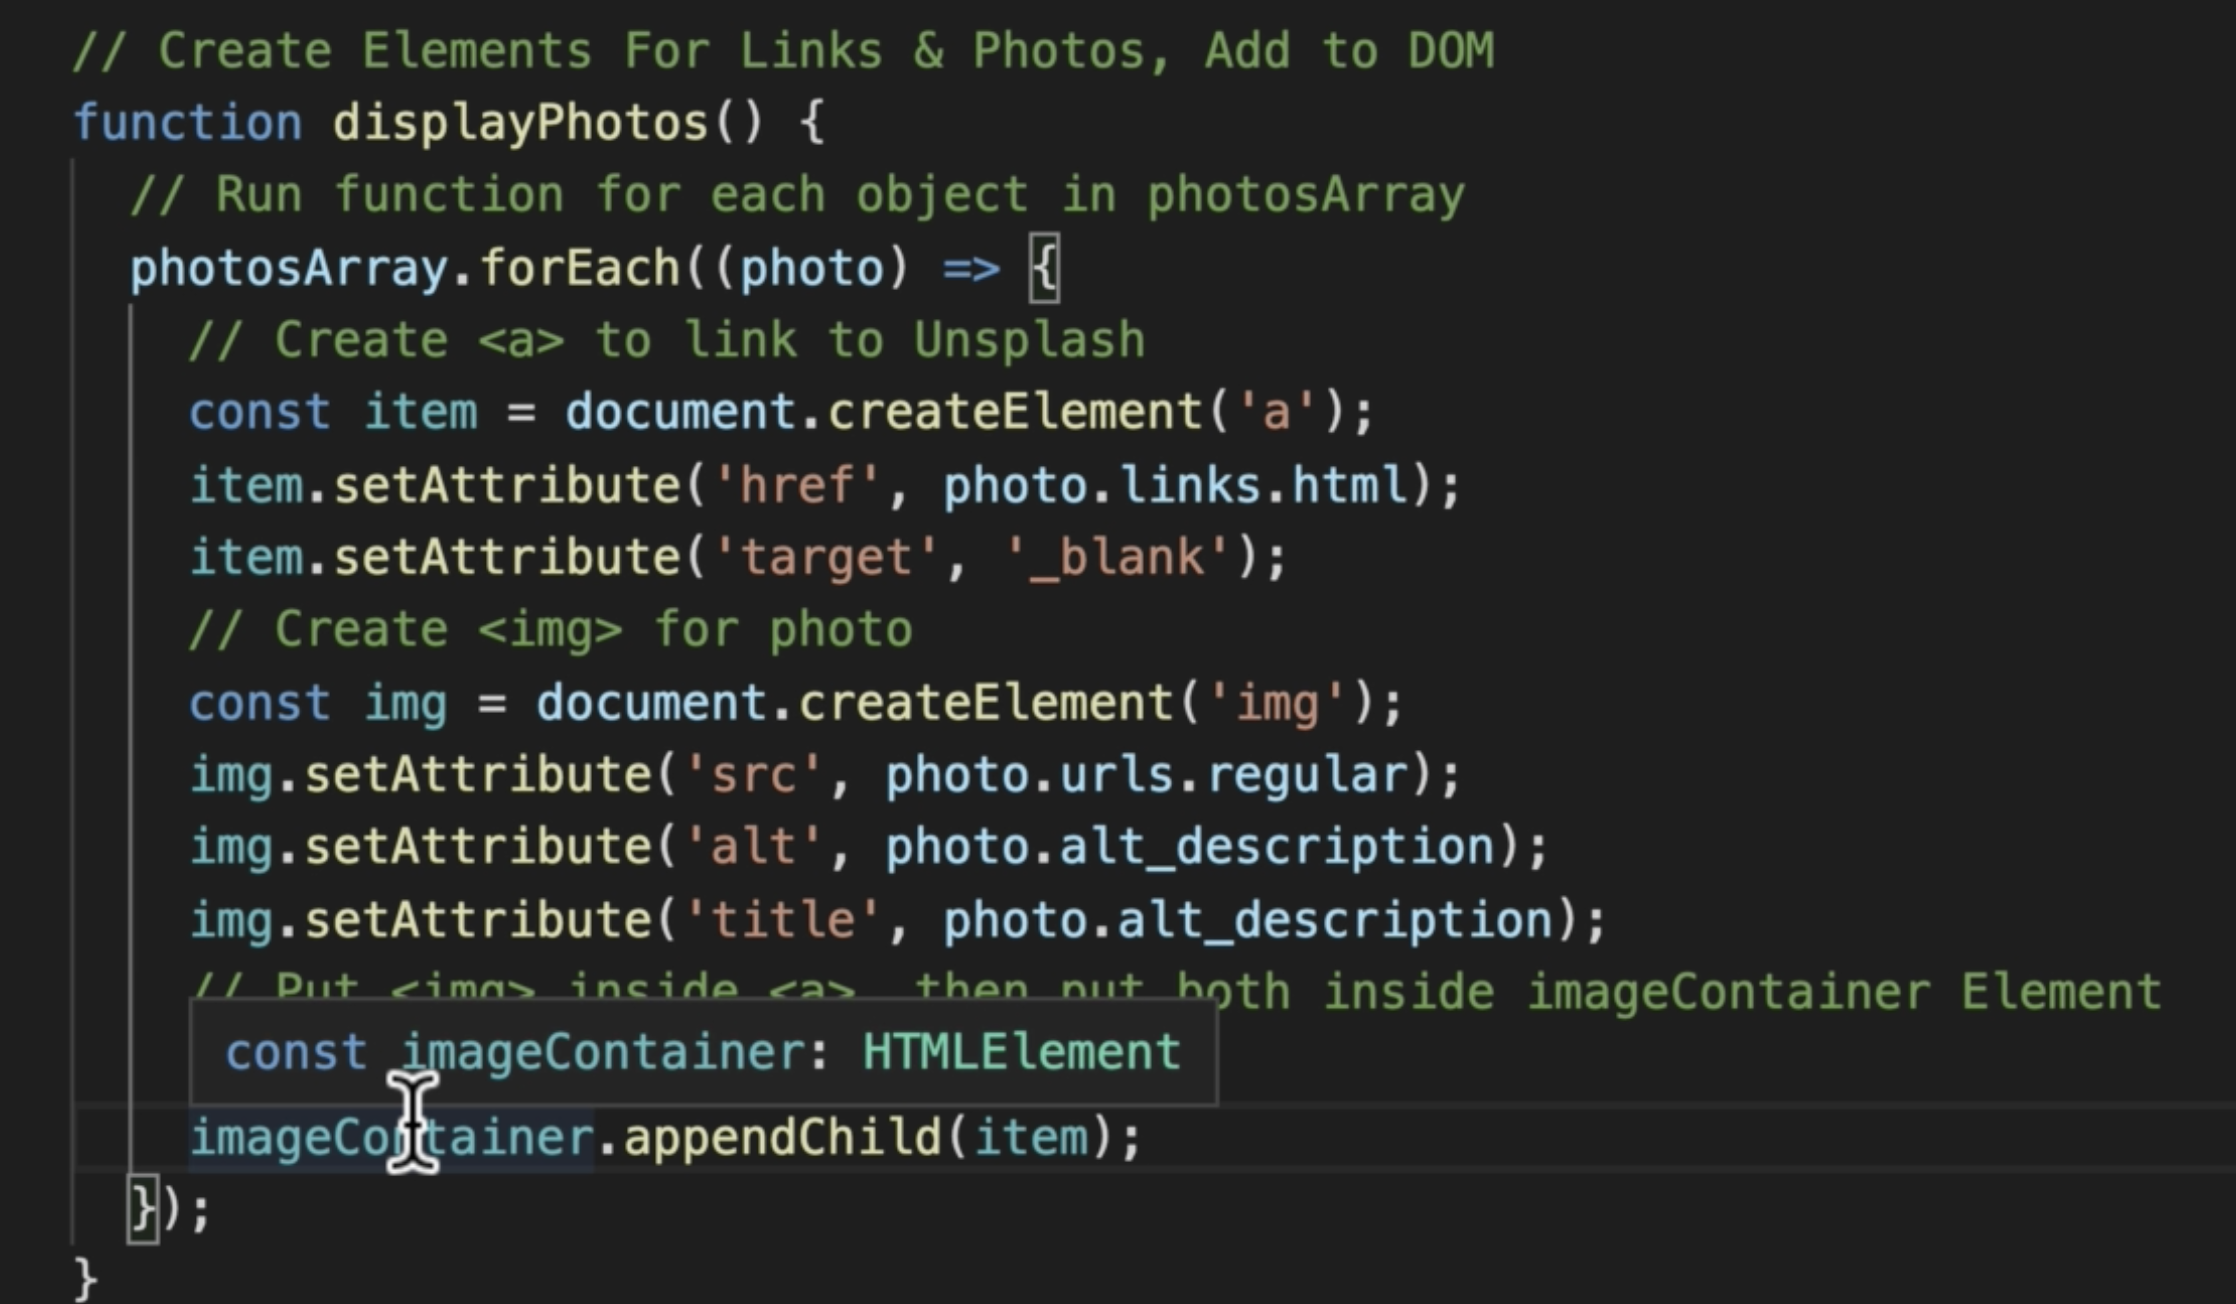 // Create Elements For Links & Photos, Add to DOM
function displayPhotos() {
// Run function for each object in photosArray
photosArray.forEach((photo) => {
// Create <a> to link to Unsplash
const item = document.createElement('a');
item.setAttribute('href', photo.links.html);
item.setAttribute('target', '_blank');
// Create <img> for photo
const img = document.createElement('img');
img.setAttribute('src', photo.urls.regular);
img.setAttribute('alt', photo.alt_description);
img.setAttribute('title', photo.alt_description);
// Put <img> inside <a> then put both inside imageContainer Element
const imageContainer: HTMLElement
imageContainer.appendChild(item);
});
}